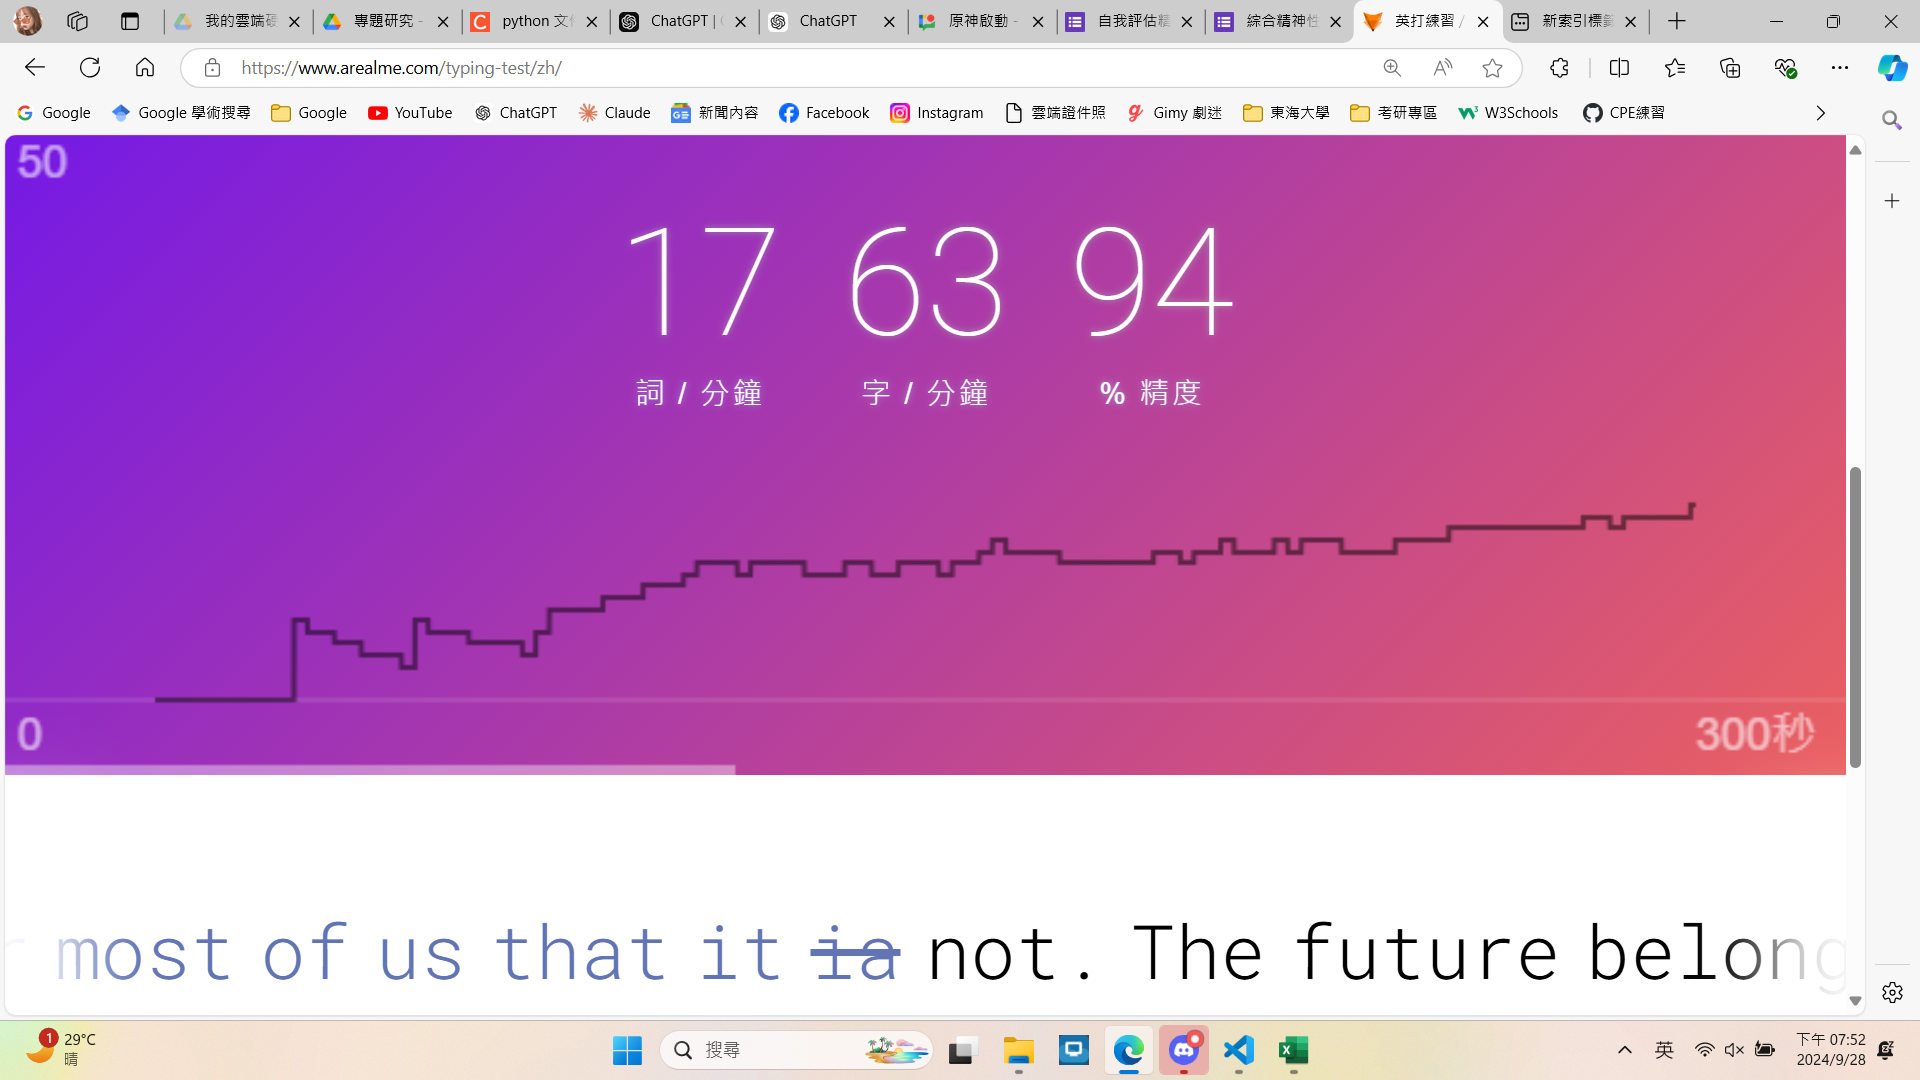 我的雲端硬
專題研究 -
python 文
ChatGPT |
ChatGPT
原神啟動 -
自我評估
綜合精神
英打練習 /
新索引標
https://www.arealme.com/typing-test/zh/
Google
Google 學術搜尋
Google
YouTube
ChatGPT
Claude
新聞內容
Facebook
Instagram
雲端證件照
Gimy 劇迷
東海大學
考研專區
W3Schools
CPE練習
50
17 63 94
詞 / 分鐘 字 / 分鐘 % 精度
0 300秒
most of us that it ia not. The future belong
1
29°C
晴
搜尋
英
下午 07:52
2024/9/28